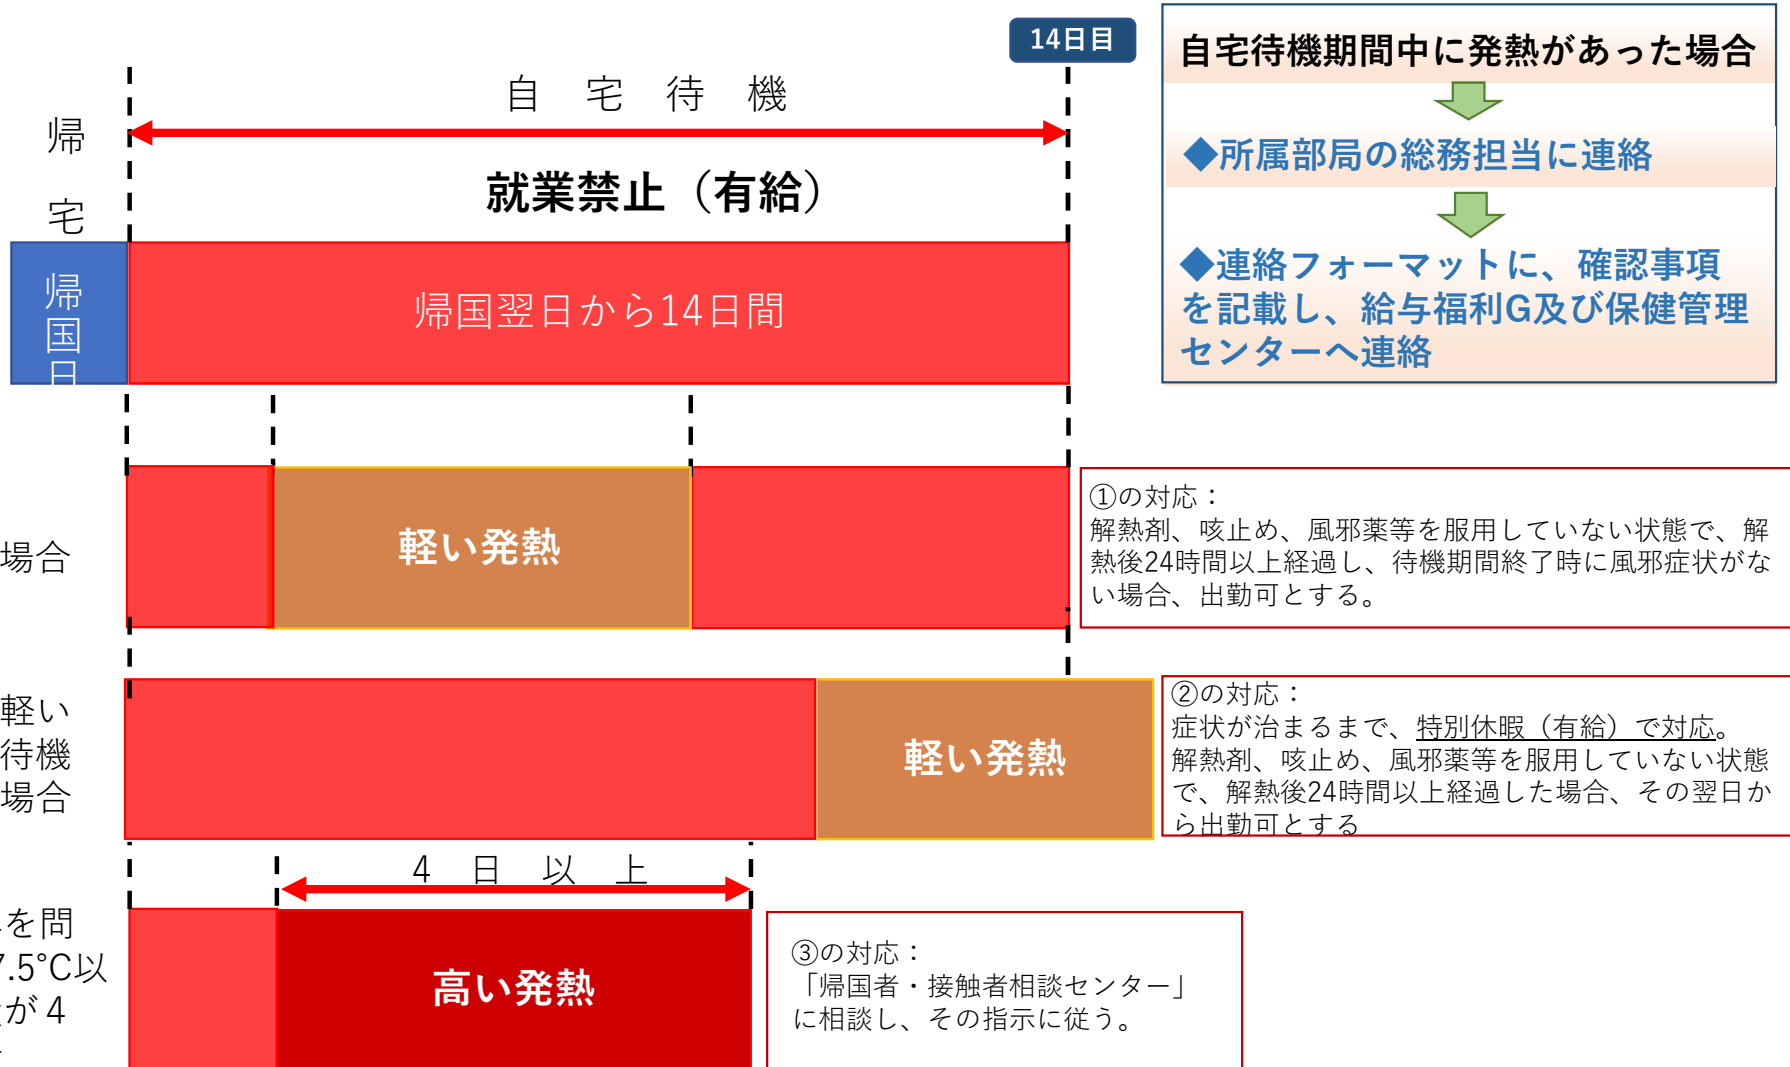 14日目
自宅待機
帰宅
就業禁止（有給）
帰国日
帰国翌日から14日間
自宅待機期間中に発熱があった場合
◆所属部局の総務担当に連絡
◆連絡フォーマットに、確認事項
を記載し、給与福利G及び保健管理
センターへ連絡
場合
軽い発熱
①の対応：
解熱剤、咳止め、風邪薬等を服用していない状態で、解
熱後24時間以上経過し、待機期間終了時に風邪症状がな
い場合、出勤可とする。
軽い
待機
場合
軽い発熱
②の対応：
症状が治まるまで、特別休暇（有給）で対応。
解熱剤、咳止め、風邪薬等を服用していない状態
で、解熱後24時間以上経過した場合、その翌日か
ら出勤可とする
4日以上
を問
7.5°C以
が４
高い発熱
③の対応：
「帰国者・接触者相談センター」
に相談し、その指示に従う。